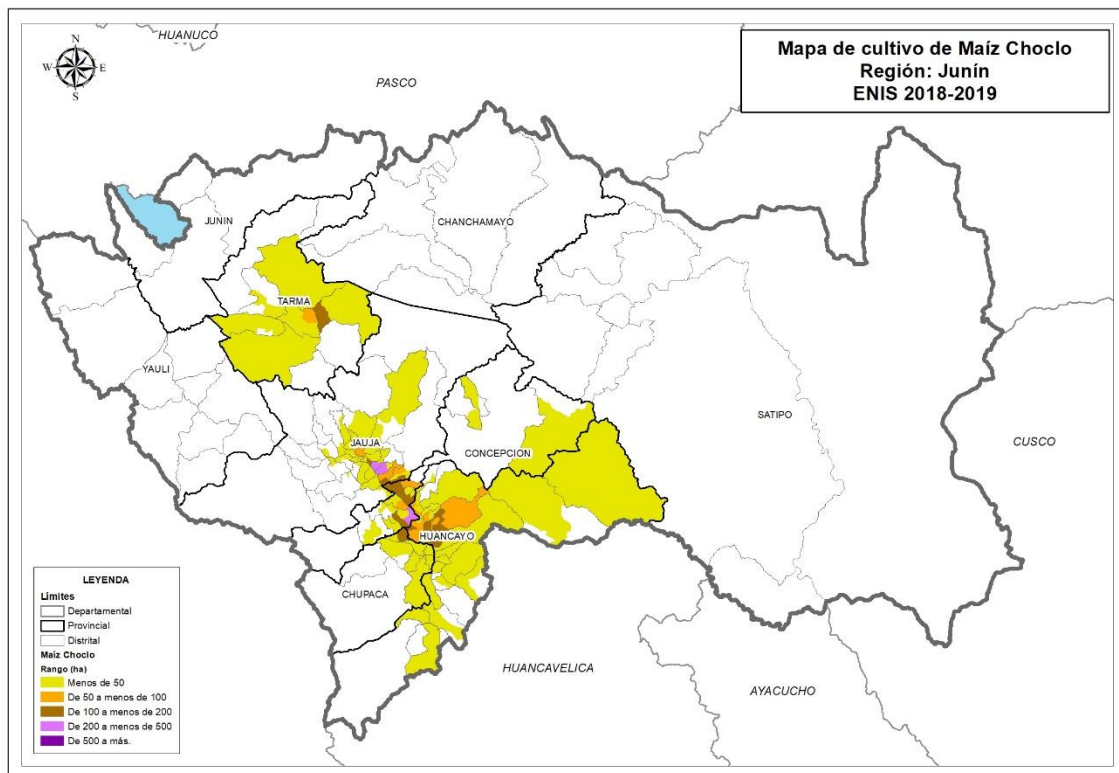 HUANUCO
N
W
E
S
Mapa de cultivo de Maíz Choclo
Región: Junín
ENIS 2018-2019
PASCO
JUNIN
CHANCHAMAYO
TARMA
YAULI
SATIPO
JAUJA
CONCEPCION
CUSCO
HUANCAYO
CHUPACA
HUANCAVELICA
AYACUCHO
LEYENDA
Límites
Departamental
Provincial
Distrital
Maíz Choclo
Rango (ha)
Menos de 50
De 50 a menos de 100
De 100 a menos de 200
De 200 a menos de 500
De 500 a más.